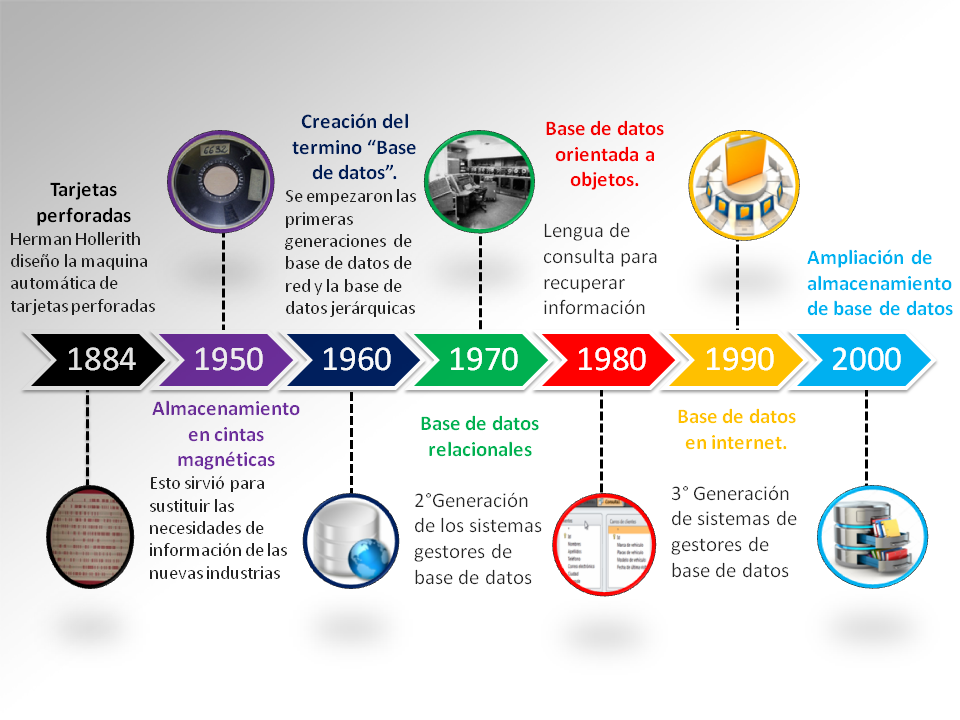 Tarjetas
perforadas
Herman Hollerith
diseño la maquina
automática de
tarjetas perforadas
1884
1950
Almacenamiento
en cintas
magnéticas
Esto sirvió para
sustituir las
necesidades de
información de las
nuevas industrias
Creación del
termino “Base
de datos”.
Se empezaron las
primeras
generaciones de
base de datos de
red y la base de
datos jerárquicas
1960
1970
Base de datos
relacionales
2°Generación
de los sistemas
gestores de
base de datos
Base de datos
orientada a
objetos.
Lengua de
consulta para
recuperar
información
1980
1990
Base de datos
en internet.
3° Generación
de sistemas de
gestores de
base de datos
Ampliación de
almacenamiento
de base de datos
2000